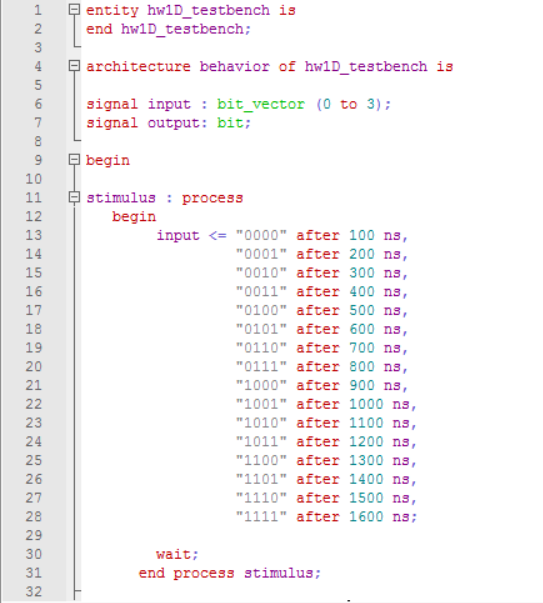 1 entity hw1D_testbench is
2 end hw1D_testbench;
3
4 architecture behavior of hw1D_testbench is
5
6 signal input : bit_vector (0 to 3);
7 signal output: bit;
8
9 begin
10
11 stimulus : process
12 begin
13 input <= "0000" after 100 ns,
14 "0001" after 200 ns,
15 "0010" after 300 ns,
16 "0011" after 400 ns,
17 "0100" after 500 ns,
18 "0101" after 600 ns,
19 "0110" after 700 ns,
20 "0111" after 800 ns,
21 "1000" after 900 ns,
22 "1001" after 1000 ns,
23 "1010" after 1100 ns,
24 "1011" after 1200 ns,
25 "1100" after 1300 ns,
26 "1101" after 1400 ns,
27 "1110" after 1500 ns,
28 "1111" after 1600 ns;
29
30 wait;
31 end process stimulus;
32